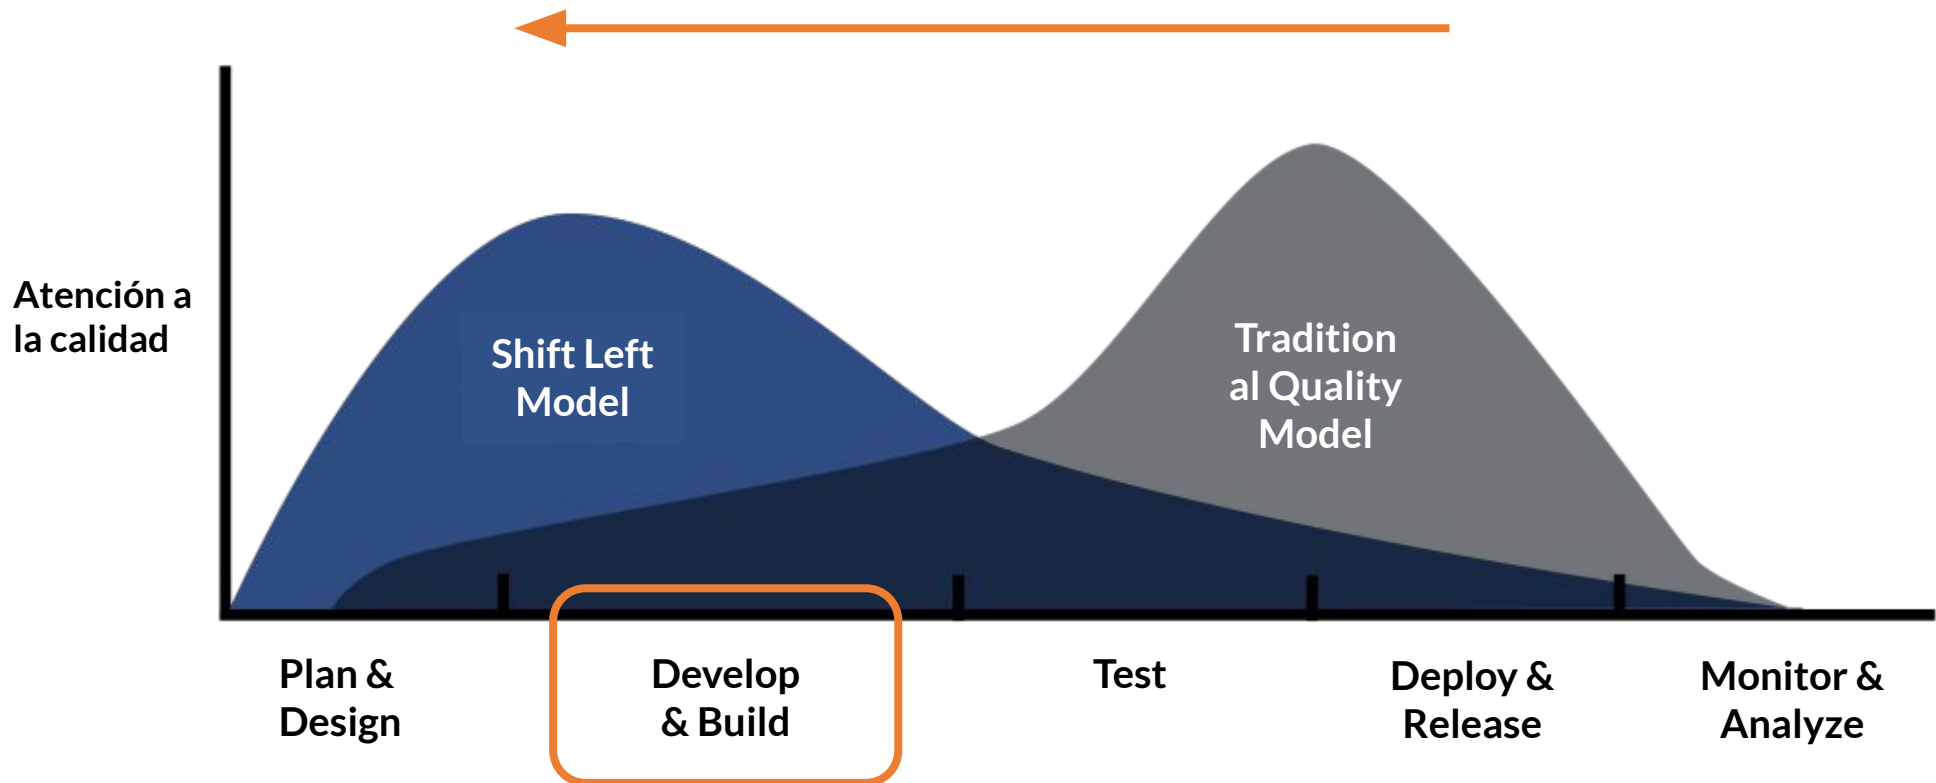 Atención a
la calidad
Shift Left
Model
Tradition
al Quality
Model
Plan &
Design
Develop
& Build
Test
Deploy &
Release
Monitor &
Analyze